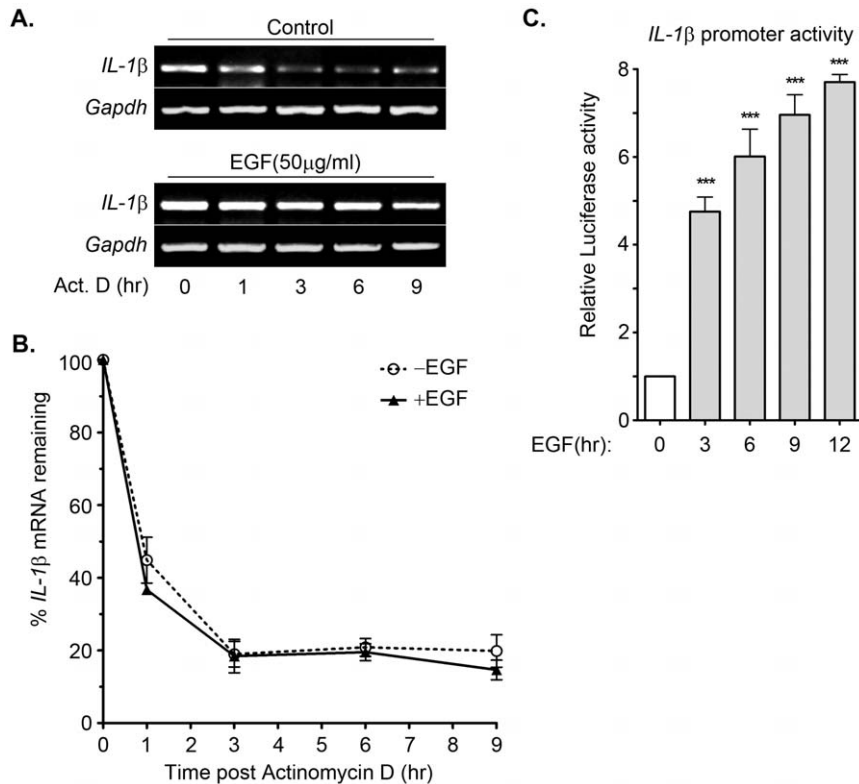 A.
Control
IL-1β
Gapdh
EGF(50μg/ml)
IL-1β
Gapdh
Act. D (hr) 0 1 3 6 9
B.
100
80
60
40
20
0
% IL-1β mRNA remaining
–EGF
+EGF
0 1 2 3 4 5 6 7 8 9
Time post Actinomycin D (hr)
C.
IL-1β promoter activity
8
6
4
2
1
0
Relative Luciferase activity
*** *** *** ***
EGF(hr): 0 3 6 9 12